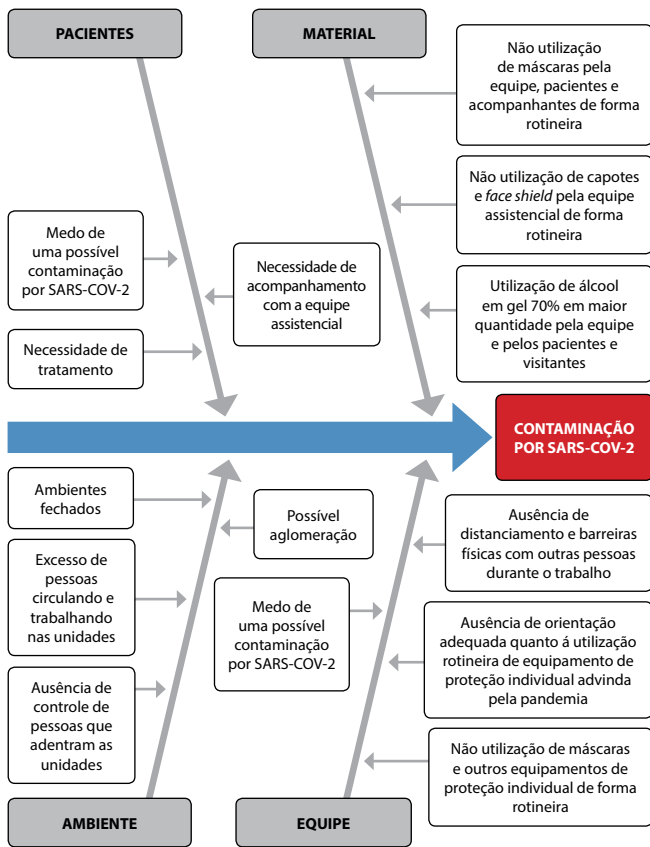 PACIENTES
MATERIAL
Não utilização
de máscaras pela
equipe, pacientes e
acompanhantes de forma
rotineira
Não utilização de capotes
e face shield pela equipe
assistencial de forma
rotineira
Medo de
uma possível
contaminação
por SARS-COV-2
Necessidade de
acompanhamento
com a equipe
assistencial
Utilização de álcool
em gel 70% em maior
quantidade pela equipe
e pelos pacientes e
visitantes
Necessidade de
tratamento
CONTAMINAÇÃO
POR SARS-COV-2
Ambientes
fechados
Possível
aglomeração
Ausência de
distanciamento e barreiras
físicas com outras pessoas
durante o trabalho
Excesso de
pessoas
circulando e
trabalhando
nas unidades
Medo de
uma possível
contaminação
por SARS-COV-2
Ausência de orientação
adequada quanto á utilização
rotineira de equipamento de
proteção individual advinda
pela pandemia
Ausência de
controle de
pessoas que
adentram as
unidades
Não utilização de máscaras
e outros equipamentos de
proteção individual de forma
rotineira
AMBIENTE
EQUIPE